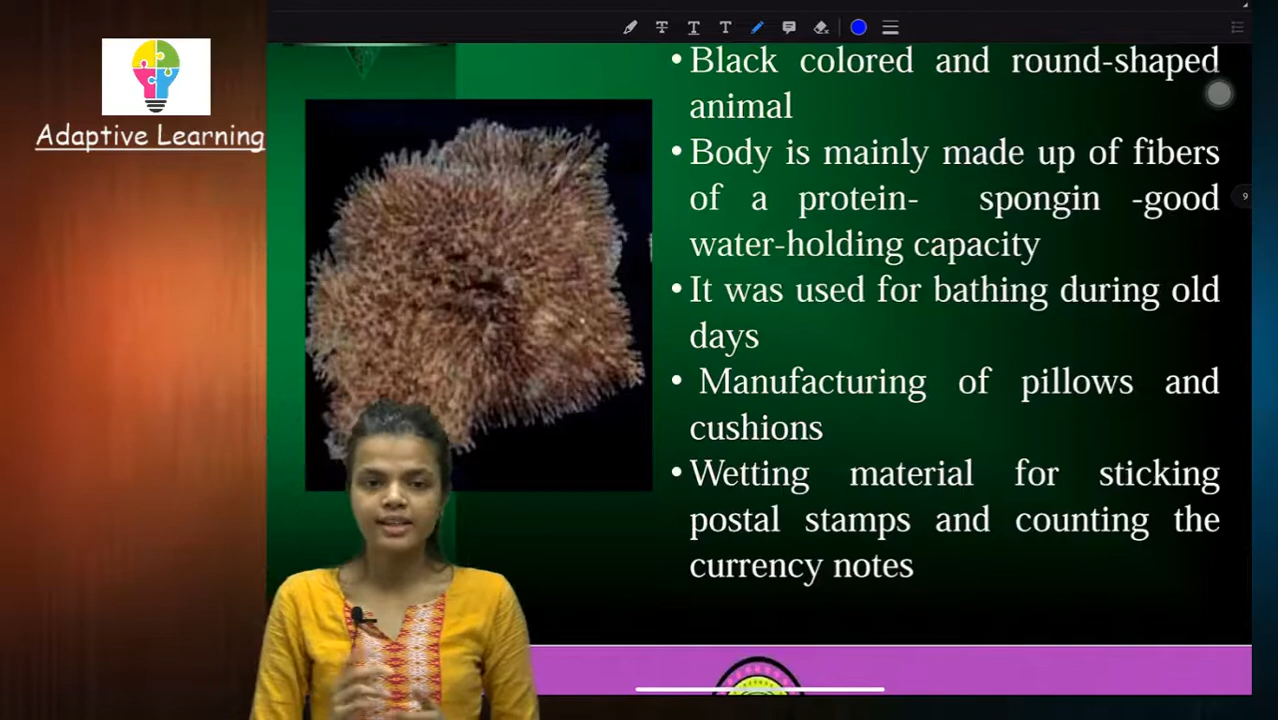 Adaptive Learning
•Black colored and round-shaped
animal
•Body is mainly made up of fibers
of a protein- spongin -good
water-holding capacity
•It was used for bathing during old
days
• Manufacturing of pillows and
cushions
•Wetting material for sticking
postal stamps and counting the
currency notes
T
T
T
9